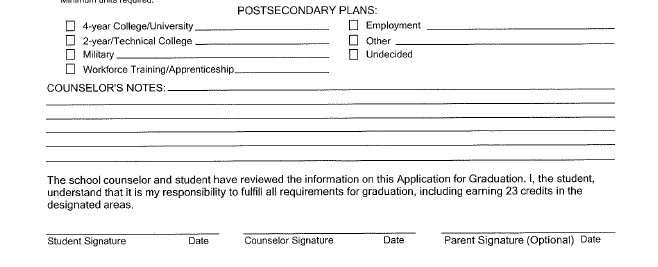 Minimum units required:
POSTSECONDARY PLANS:
4-year College/University
Employment
2-year/Technical College
Other
Military
Undecided
Workforce Training/Apprenticeship
COUNSELOR'S NOTES:
The school counselor and student have reviewed the information on this Application for Graduation. I, the student,
understand that it is my responsibility to fulfill all requirements for graduation, including earning 23 credits in the
designated areas.
Student Signature Date Counselor Signature Date Parent Signature (Optional) Date